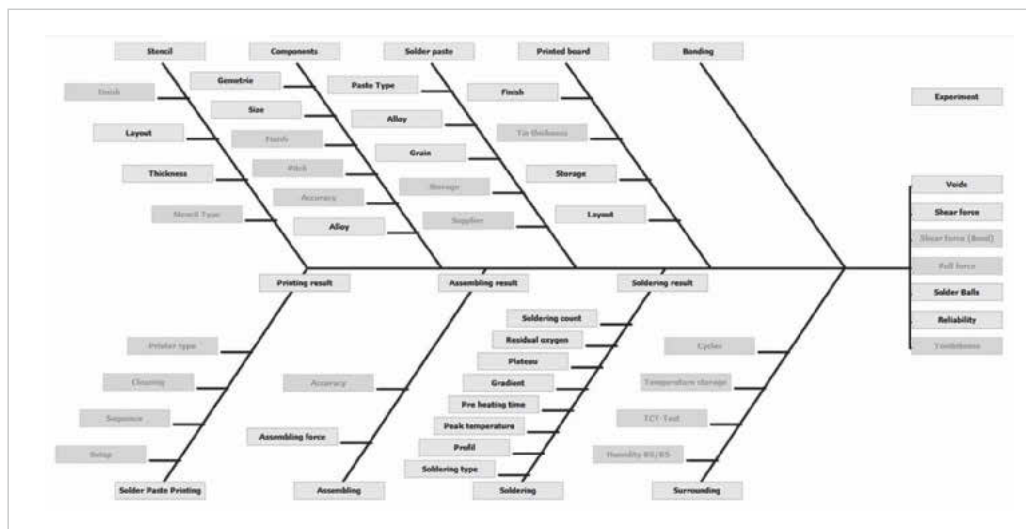 Stencil
Components
Solder paste
Printed board
Bonding
Finish
Layout
Thickness
Stencil Type
Gemetrie
Size
Finish
Pitch
Accuracy
Alloy
Paste Type
Alloy
Grain
Storage
Supplier
Finish
Tin thickness
Storage
Layout
Experiment
Voids
Shear force
Shear force (Bond)
Pull force
Solder Balls
Reliability
Printing result
Assembling result
Soldering result
Printer type
Cleaning
Sequence
Setup
Solder Paste Printing
Accuracy
Assembling force
Assembling
Soldering count
Residual oxygen
Plateau
Gradient
Pre heating time
Peak temperature
Profil
Soldering type
Soldering
Cycles
Temperature storage
TCT-Test
Humidity 85/85
Surrounding